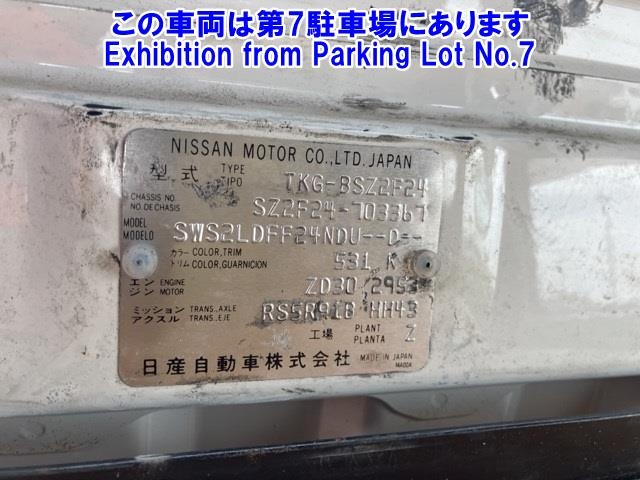 この車両は第7駐車場にあります
Exhibition from Parking Lot No.7
NISSAN MOTOR CO.,LTD. JAPAN
型式 TYPE TIPO TKG-BSZ2F24
CHASSIS NO. NO. DE CHASIS SZ2F24-703367
MODEL MODELO SWS2LDFF24NDU--D--
カラー COLOR,TRIM
トリム COLOR,GUARNICION 531 K
エンジン ENGINE MOTOR ZD30 2953
ミッション TRANS.,AXLE
アクスル TRANS.,EJE RS5R91B HH43
工場 PLANT PLANTA Z
日産自動車株式会社 MADE IN JAPAN